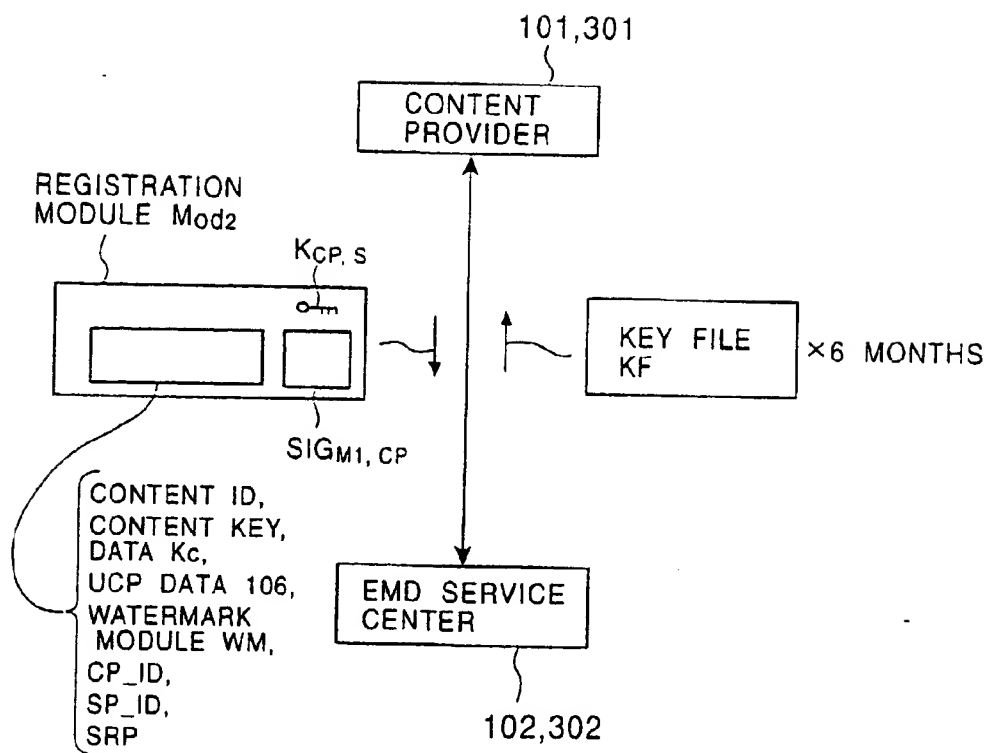 101,301
CONTENT
PROVIDER
REGISTRATION
MODULE Mod2
KCP, S
KEY FILE
KF
×6 MONTHS
SIGM1, CP
CONTENT ID,
CONTENT KEY,
DATA Kc,
UCP DATA 106,
WATERMARK
MODULE WM,
CP_ID,
SP_ID,
SRP
EMD SERVICE
CENTER
102,302